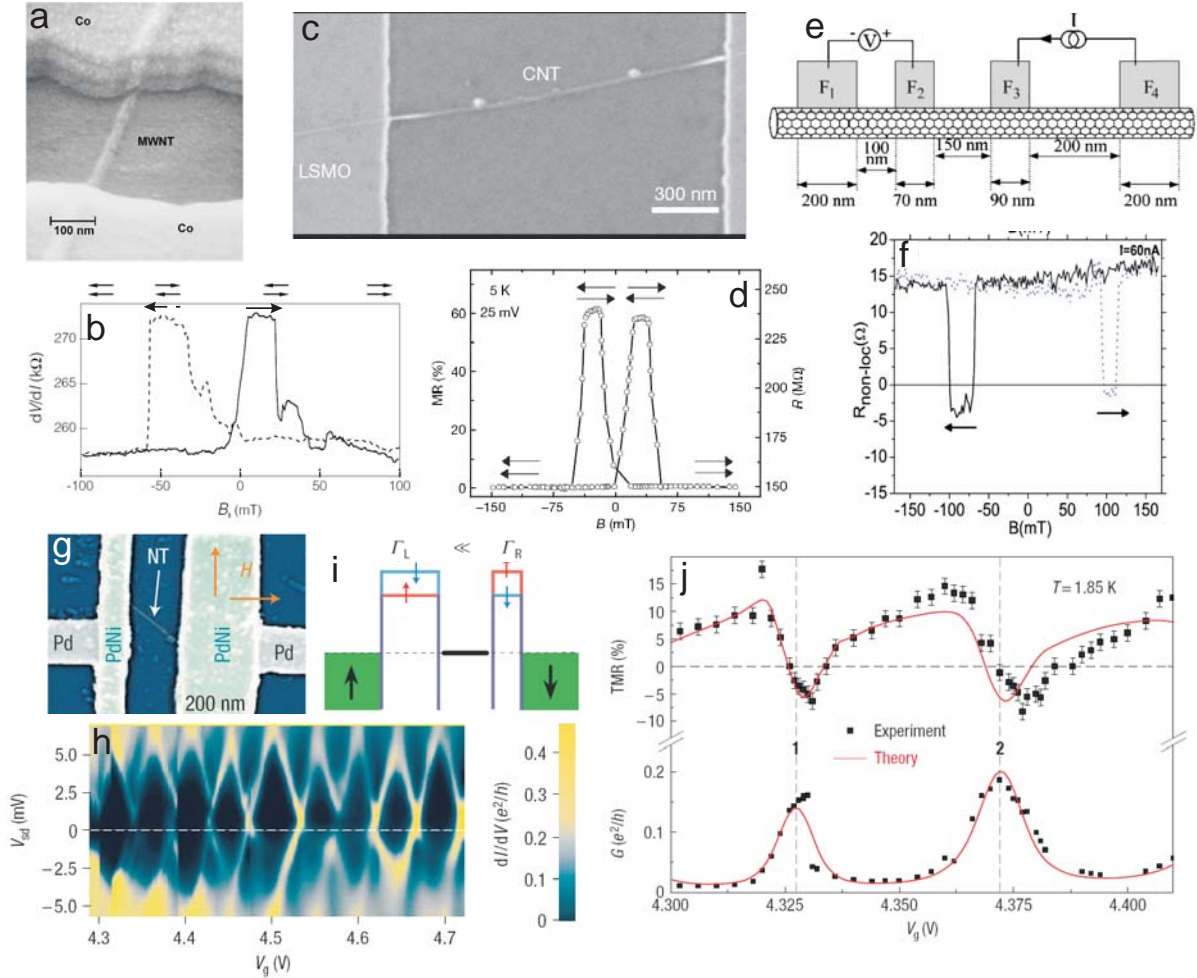 a
Co
MWNT
100 nm
Co
c
CNT
LSMO
300 nm
e
- V +
I
F1 F2 F3 F4
100 nm
150 nm
200 nm
200 nm
70 nm
90 nm
200 nm
b
dV/dI (kΩ)
270
265
260
-100 -50 0 50 100
(mT)
d
5 K
25 mV
MR (%)
60
40
20
0
R (MΩ)
250
225
200
175
150
−150 −75 0 75 150
B (mT)
f
I=60nA
Rnon-loc(Ω)
20
15
10
5
0
-5
-10
-15
-150 -100 -50 0 50 100 150
B(mT)
g
NT
H
Pd
PdNi
PdNi
Pd
200 nm
i
ΓL ≪ ΓR
h
Vsd (mV)
5.0
2.5
0
−2.5
−5.0
4.3 4.4 4.5 4.6 4.7
Vg (V)
dI/dV (e²/h)
0.4
0.3
0.2
0.1
0
j
T = 1.85 K
TMR (%)
15
10
5
0
−5
−10
Experiment
Theory
1
2
G (e²/h)
0.2
0.1
0
4.300 4.325 4.350 4.375 4.400
Vg (V)